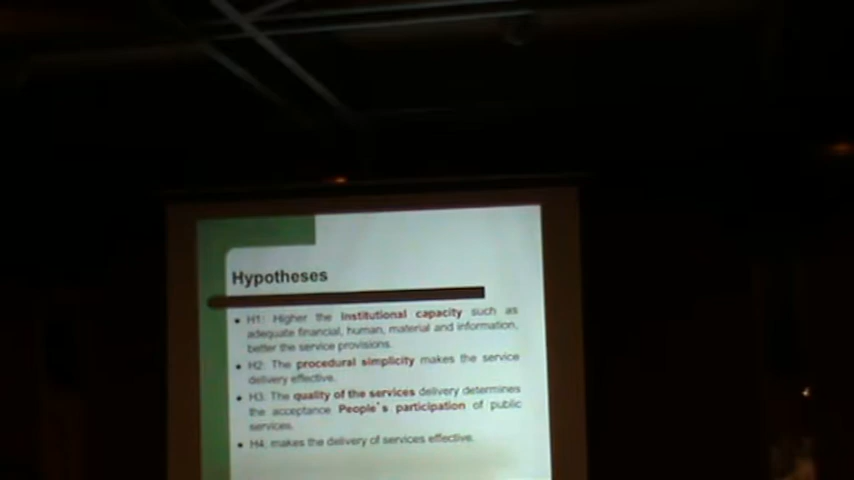 Hypotheses
• H1: Higher the institutional capacity such as
adequate financial, human, material and information,
better the service provisions.
• H2: The procedural simplicity makes the service
delivery effective.
• H3: The quality of the services delivery determines
the acceptance People`s participation of public
services.
• H4: makes the delivery of services effective.